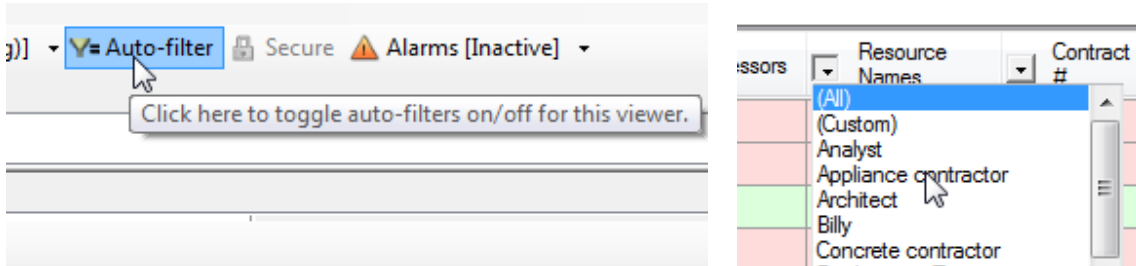 g)] Auto-filter Secure Alarms [Inactive]
Click here to toggle auto-filters on/off for this viewer.
essors Resource Names Contract #
(All)
(Custom)
Analyst
Appliance contractor
Architect
Billy
Concrete contractor